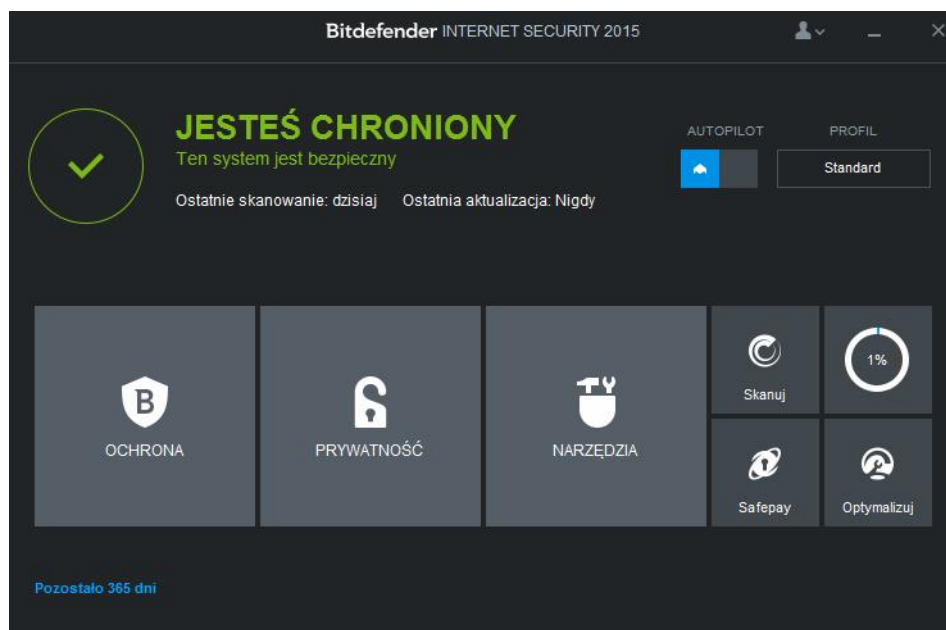 Bitdefender INTERNET SECURITY 2015
JESTEŚ CHRONIONY
Ten system jest bezpieczny
Ostatnie skanowanie: dzisiaj Ostatnia aktualizacja: Nigdy
AUTOPILOT
PROFIL
Standard
B
OCHRONA
PRYWATNOŚĆ
NARZĘDZIA
Skanuj
1%
Safepay
Optymalizuj
Pozostało 365 dni